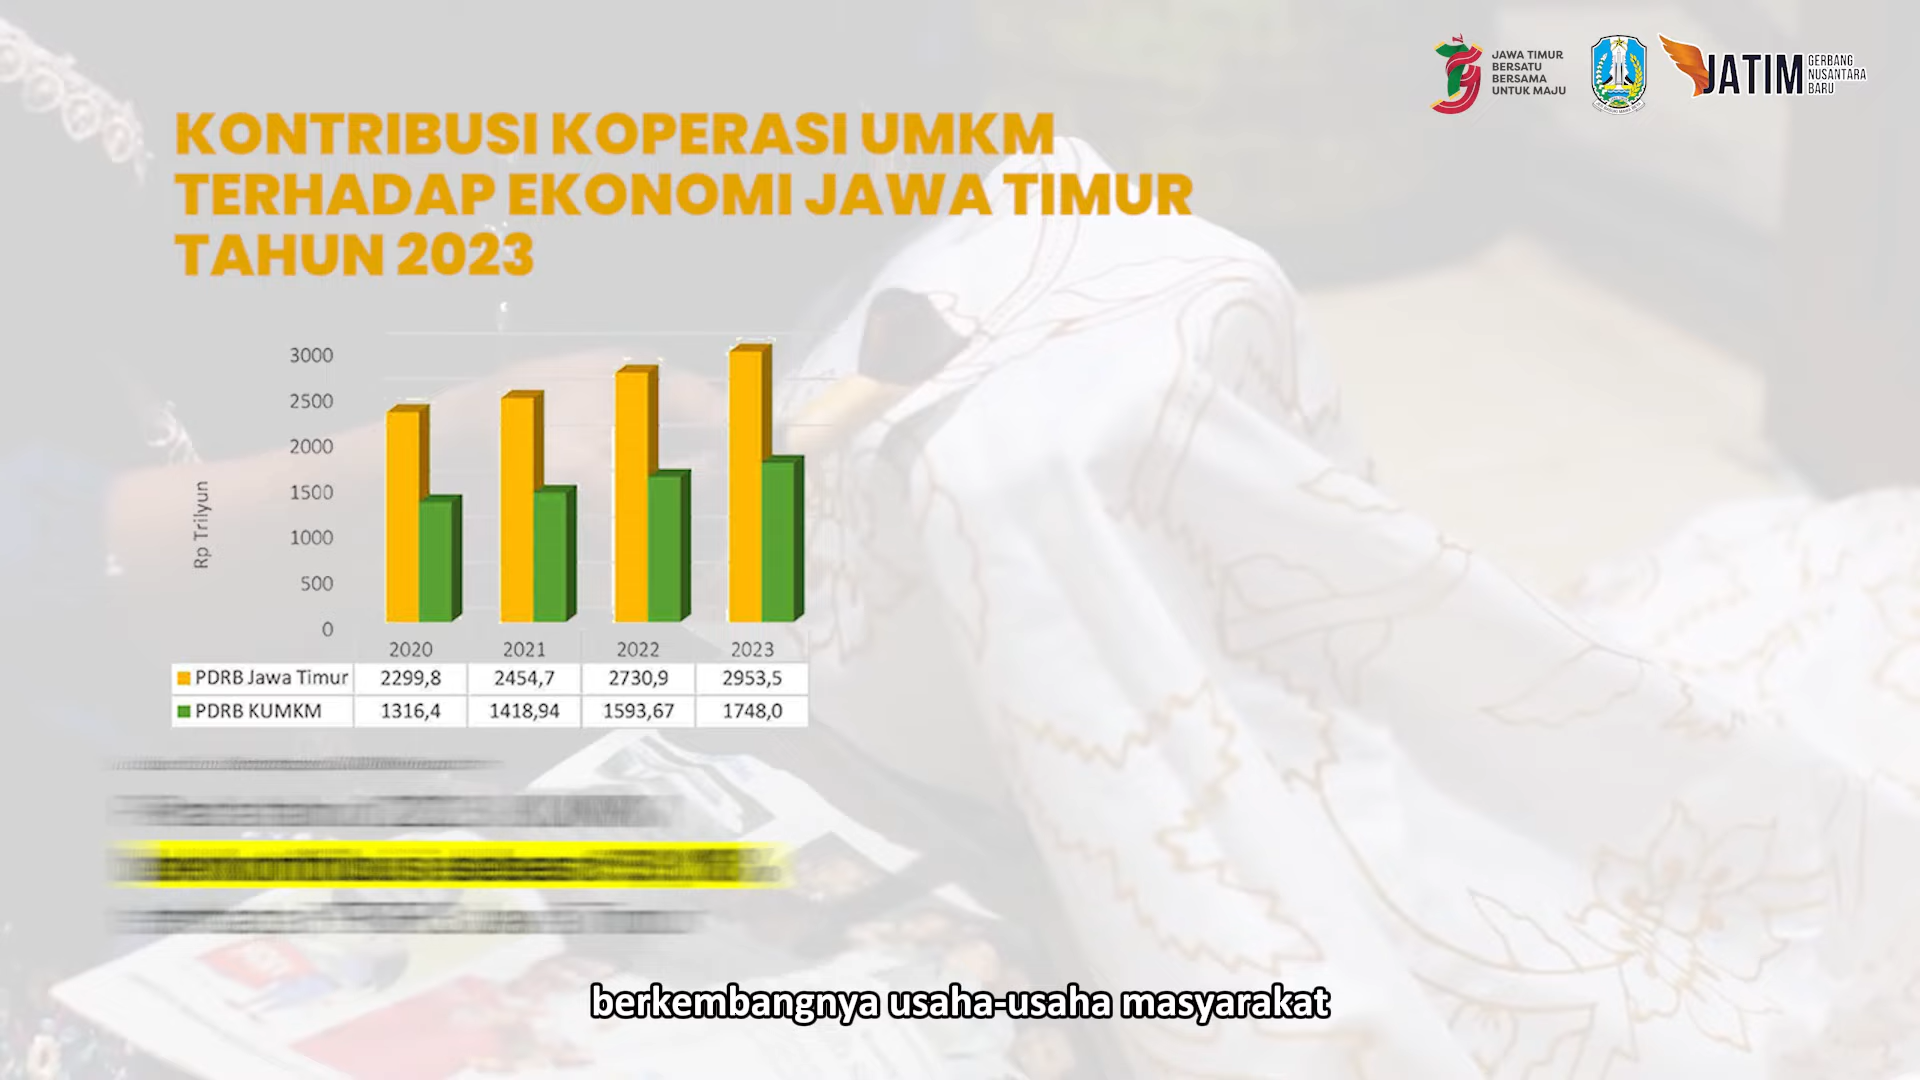 JAWA TIMUR
BERSATU
BERSAMA
UNTUK MAJU
JATIM
GERBANG
NUSANTARA
BARU
KONTRIBUSI KOPERASI UMKM
TERHADAP EKONOMI JAWA TIMUR
TAHUN 2023
3000
2500
2000
1500
1000
500
0
Rp Trilyun
2020 2021 2022 2023
PDRB Jawa Timur 2299,8 2454,7 2730,9 2953,5
PDRB KUMKM 1316,4 1418,94 1593,67 1748,0
berkembangnya usaha-usaha masyarakat